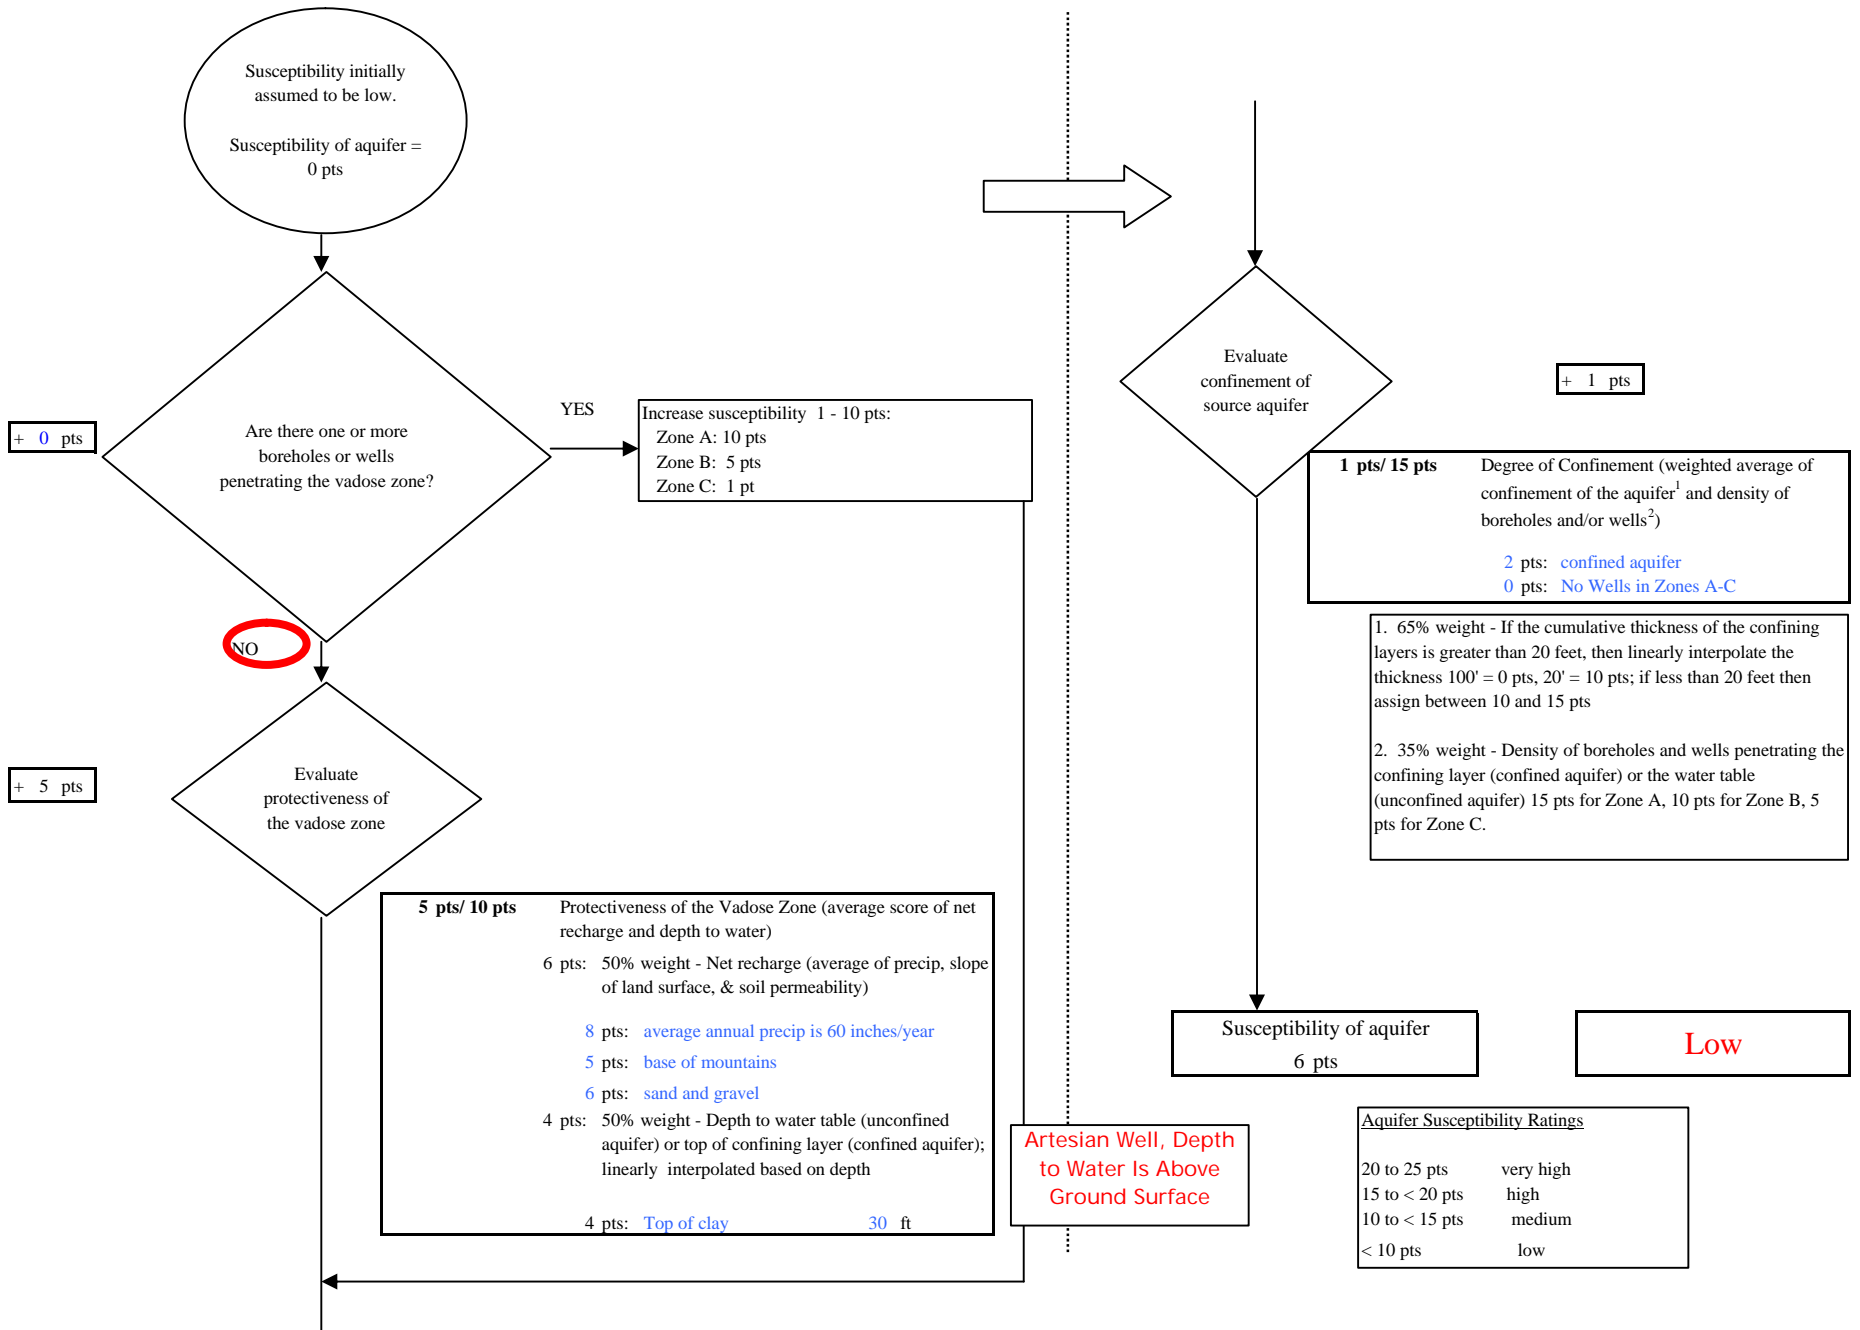 Susceptibility initially
assumed to be low.
Susceptibility of aquifer =
0 pts
+ 0 pts
Are there one or more
boreholes or wells
penetrating the vadose zone?
YES
Increase susceptibility 1 - 10 pts:
Zone A: 10 pts
Zone B: 5 pts
Zone C: 1 pt
NO
+ 5 pts
Evaluate
protectiveness of
the vadose zone
5 pts/ 10 pts Protectiveness of the Vadose Zone (average score of net
recharge and depth to water)
6 pts: 50% weight - Net recharge (average of precip, slope
of land surface, & soil permeability)
8 pts: average annual precip is 60 inches/year
5 pts: base of mountains
6 pts: sand and gravel
4 pts: 50% weight - Depth to water table (unconfined
aquifer) or top of confining layer (confined aquifer);
linearly interpolated based on depth
4 pts: Top of clay 30 ft
Artesian Well, Depth
to Water Is Above
Ground Surface
Evaluate
confinement of
source aquifer
+ 1 pts
1 pts/ 15 pts Degree of Confinement (weighted average of
confinement of the aquifer1 and density of
boreholes and/or wells2)
2 pts: confined aquifer
0 pts: No Wells in Zones A-C
1. 65% weight - If the cumulative thickness of the confining
layers is greater than 20 feet, then linearly interpolate the
thickness 100' = 0 pts, 20' = 10 pts; if less than 20 feet then
assign between 10 and 15 pts
2. 35% weight - Density of boreholes and wells penetrating the
confining layer (confined aquifer) or the water table
(unconfined aquifer) 15 pts for Zone A, 10 pts for Zone B, 5
pts for Zone C.
Susceptibility of aquifer
6 pts
Low
Aquifer Susceptibility Ratings
20 to 25 pts very high
15 to < 20 pts high
10 to < 15 pts medium
< 10 pts low